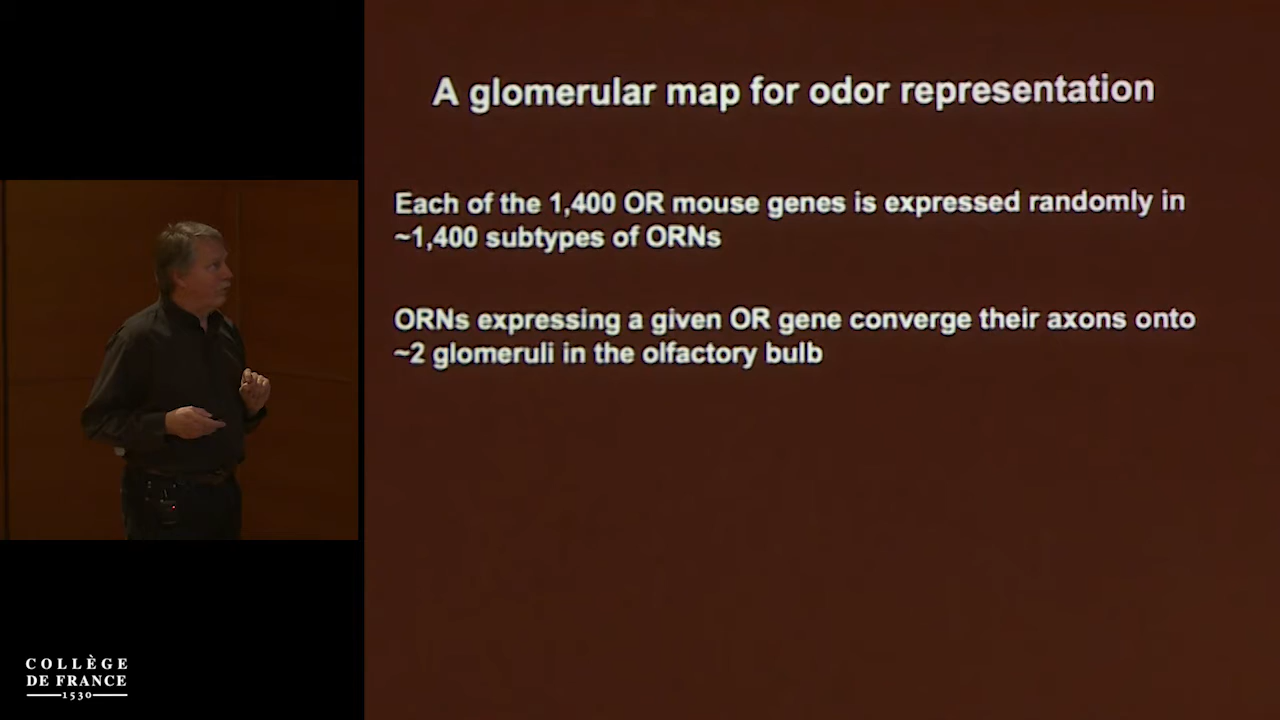 A glomerular map for odor representation
Each of the 1,400 OR mouse genes is expressed randomly in
~1,400 subtypes of ORNs
ORNs expressing a given OR gene converge their axons onto
~2 glomeruli in the olfactory bulb
COLLÈGE
DE FRANCE
1530